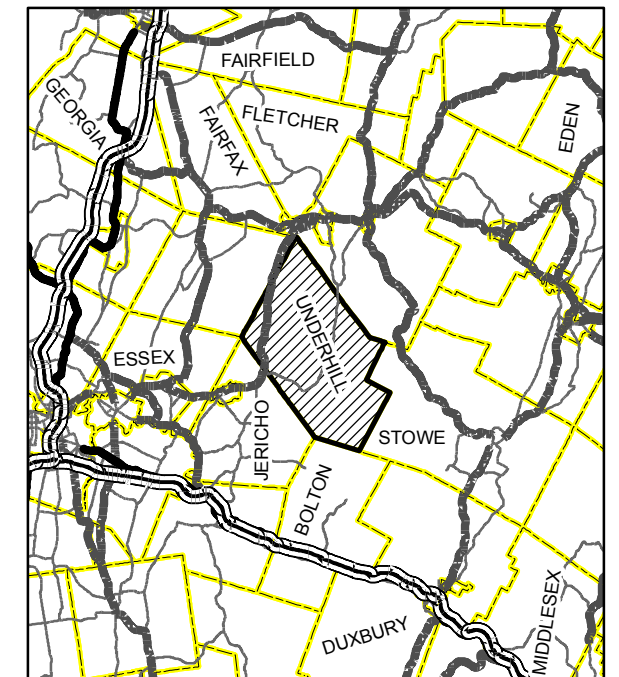 FAIRFIELD
GEORGIA
FAIRFAX
FLETCHER
EDEN
UNDERHILL
ESSEX
JERICHO
STOWE
BOLTON
DUXBURY
MIDDLESEX